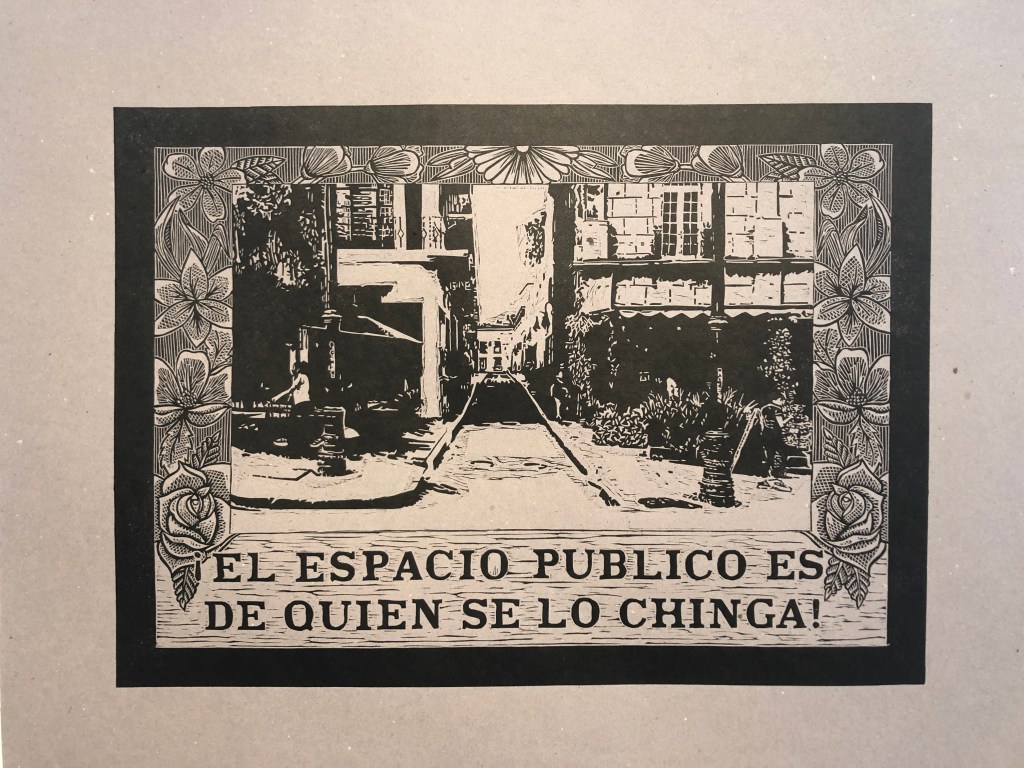 ¡EL ESPACIO PUBLICO ES
DE QUIEN SE LO CHINGA!